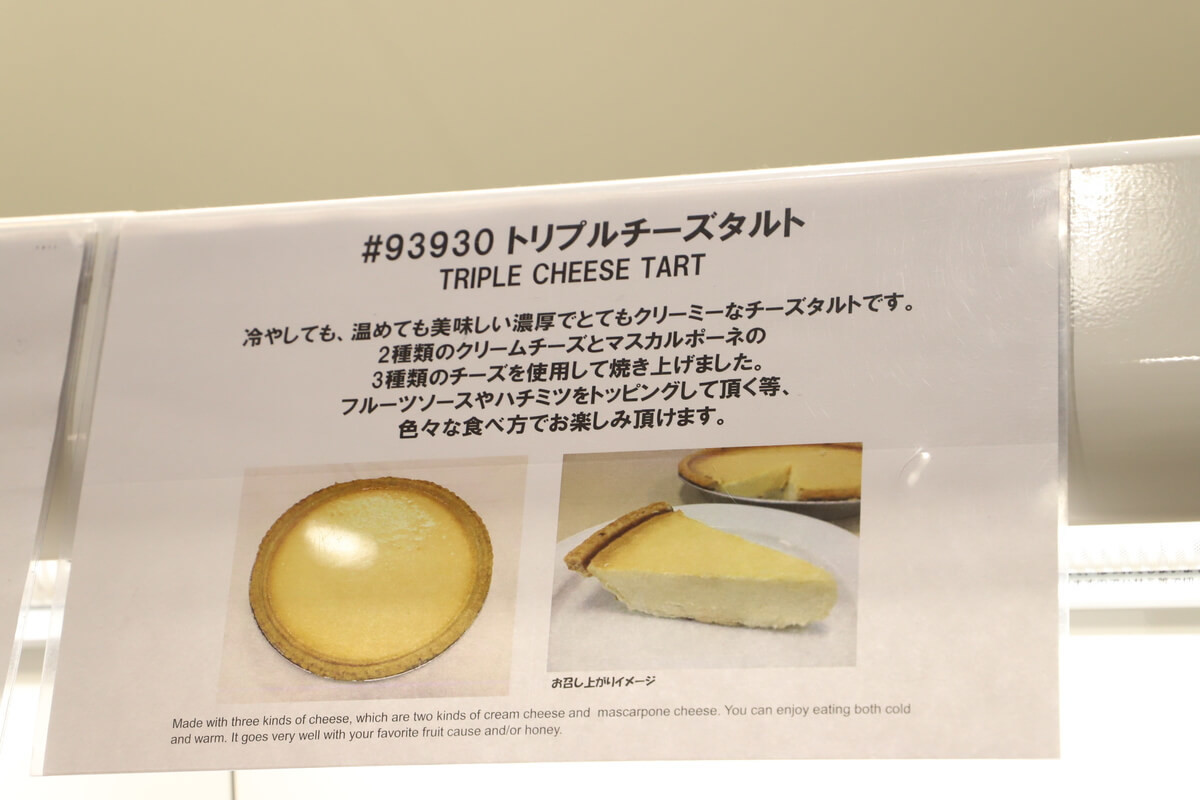 #93930 トリプルチーズタルト
TRIPLE CHEESE TART
冷やしても、温めても美味しい濃厚でとてもクリーミーなチーズタルトです。
2種類のクリームチーズとマスカルポーネの
3種類のチーズを使用して焼き上げました。
フルーツソースやハチミツをトッピングして頂く等、
色々な食べ方でお楽しみ頂けます。
お召し上がりイメージ
Made with three kinds of cheese, which are two kinds of cream cheese and mascarpone cheese. You can enjoy eating both cold
and warm. It goes very well with your favorite fruit cause and/or honey.